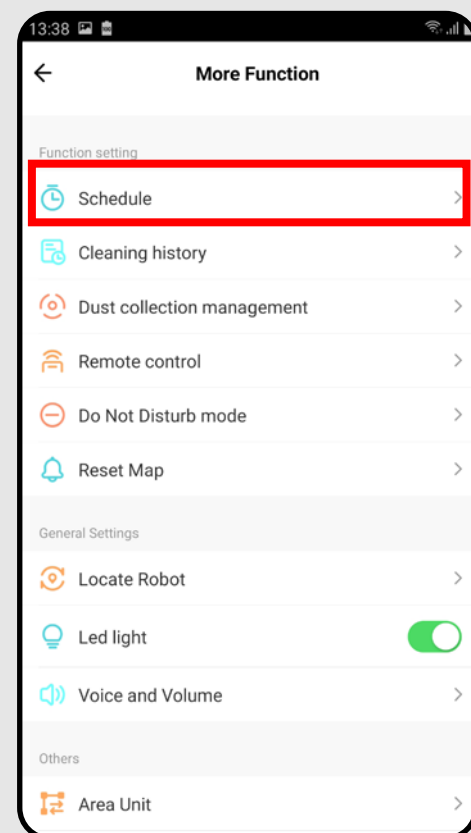 13:38
More Function
Function setting
Schedule
Cleaning history
Dust collection management
Remote control
Do Not Disturb mode
Reset Map
General Settings
Locate Robot
Led light
Voice and Volume
Others
Area Unit